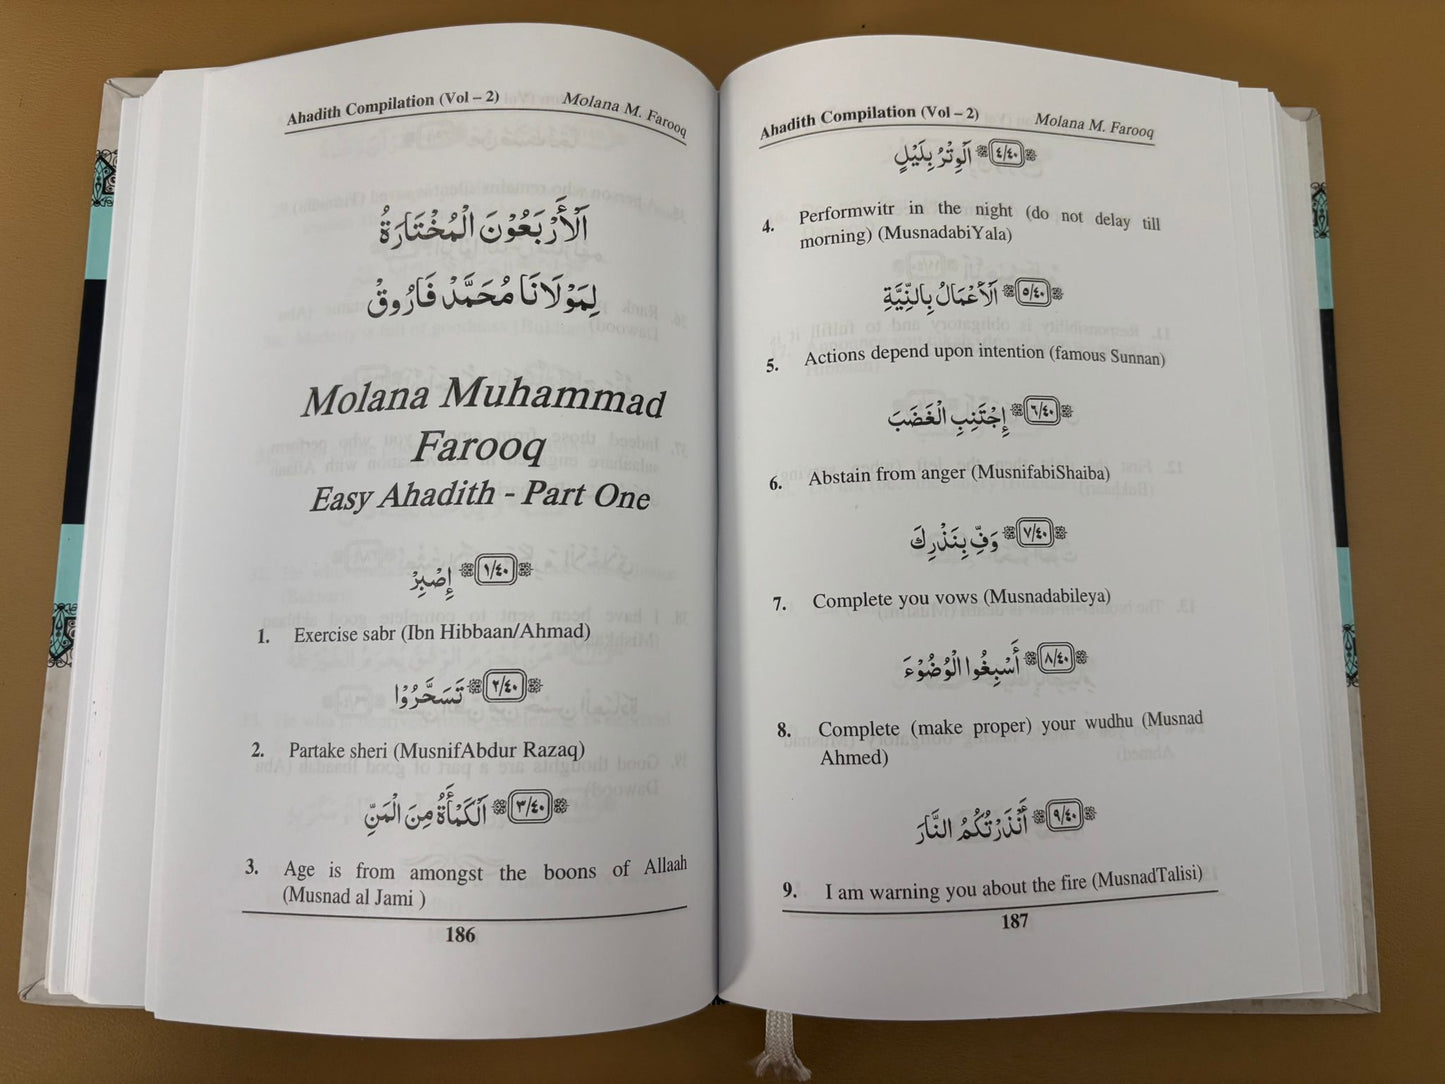 Ahadith Compilation (Vol – 2) Molana M. Farooq
اَلْأَرْبَعُوْنَ الْمُخْتَارَةُ
لِمَوْلَانَا مُحَمَّدْ فَارُوقْ
Molana Muhammad
Farooq
Easy Ahadith - Part One
١/٤٠ إِصْبِرْ
1. Exercise sabr (Ibn Hibbaan/Ahmad)
٢/٤٠ تَسَحَّرُوْا
2. Partake sheri (MusnifAbdur Razaq)
٣/٤٠ اَلْكَمْأَةُ مِنَ الْمَنِّ
3. Age is from amongst the boons of Allaah
(Musnad al Jami )
186
Ahadith Compilation (Vol – 2) Molana M. Farooq
٤/٤٠ اَلْوِتْرُ بِلَيْلٍ
4. Performwitr in the night (do not delay till
morning) (MusnadabiYala)
٥/٤٠ اَلْأَعْمَالُ بِالنِّيَّةِ
5. Actions depend upon intention (famous Sunnan)
٦/٤٠ إِجْتَنِبِ الْغَضَبَ
6. Abstain from anger (MusnifabiShaiba)
٧/٤٠ وَفِّ بِنَذْرِكَ
7. Complete you vows (Musnadabileya)
٨/٤٠ أَسْبِغُوا الْوُضُوْءَ
8. Complete (make proper) your wudhu (Musnad
Ahmed)
٩/٤٠ أَنْذَرْتُكُمُ النَّارَ
9. I am warning you about the fire (MusnadTalisi)
187